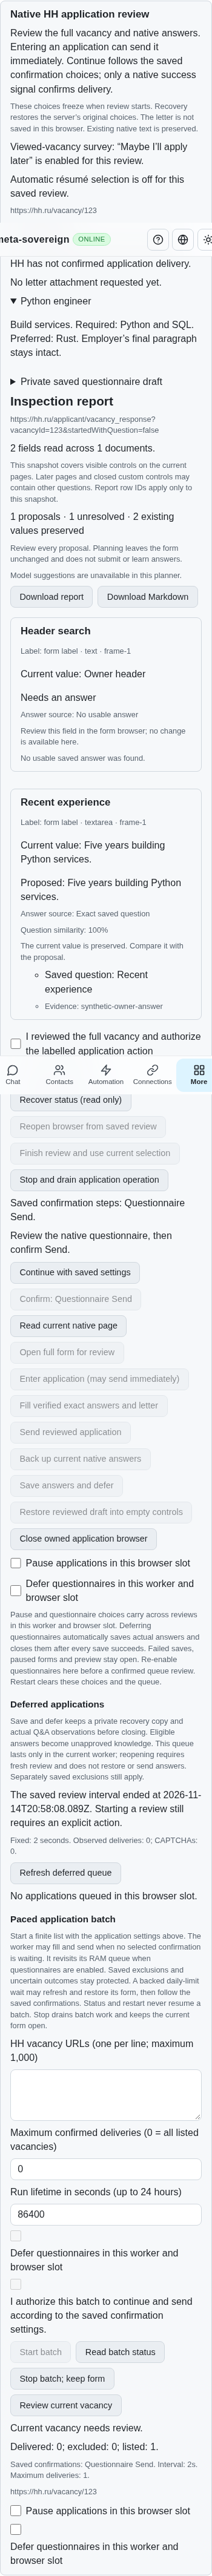 Native HH application review
Review the full vacancy and native answers.
Entering an application can send it
immediately. Continue follows the saved
confirmation choices; only a native success
signal confirms delivery.
These choices freeze when review starts. Recovery
restores the server's original choices. The letter is not
saved in this browser. Existing native text is preserved.
Viewed-vacancy survey: “Maybe I’ll apply
later” is enabled for this review.
Automatic résumé selection is off for this
saved review.
https://hh.ru/vacancy/123
meta-sovereign ONLINE
HH has not confirmed application delivery.
No letter attachment requested yet.
▼ Python engineer
Build services. Required: Python and SQL.
Preferred: Rust. Employer’s final paragraph
stays intact.
▶ Private saved questionnaire draft
Inspection report
https://hh.ru/applicant/vacancy_response?
vacancyId=123&startedWithQuestion=false
2 fields read across 1 documents.
This snapshot covers visible controls on the current
pages. Later pages and closed custom controls may
contain other questions. Report row IDs apply only to
this snapshot.
1 proposals · 1 unresolved · 2 existing
values preserved
Review every proposal. Planning leaves the form
unchanged and does not submit or learn answers.
Model suggestions are unavailable in this planner.
Download report Download Markdown
Header search
Label: form label · text · frame-1
Current value: Owner header
Needs an answer
Answer source: No usable answer
Review this field in the form browser; no change
is available here.
No usable saved answer was found.
Recent experience
Label: form label · textarea · frame-1
Current value: Five years building
Python services.
Proposed: Five years building Python
services.
Answer source: Exact saved question
Question similarity: 100%
The current value is preserved. Compare it with
the proposal.
Saved question: Recent
experience
Evidence: synthetic-owner-answer
I reviewed the full vacancy and authorize
the labelled application action
Chat Contacts Automation Connections More
Recover status (read only)
Reopen browser from saved review
Finish review and use current selection
Stop and drain application operation
Saved confirmation steps: Questionnaire
Send.
Review the native questionnaire, then
confirm Send.
Continue with saved settings
Confirm: Questionnaire Send
Read current native page
Open full form for review
Enter application (may send immediately)
Fill verified exact answers and letter
Send reviewed application
Back up current native answers
Save answers and defer
Restore reviewed draft into empty controls
Close owned application browser
Pause applications in this browser slot
Defer questionnaires in this worker and
browser slot
Pause and questionnaire choices carry across reviews
in this worker and browser slot. Deferring
questionnaires automatically saves actual answers and
closes them after every save succeeds. Failed saves,
paused forms and preview stay open. Re-enable
questionnaires here before a confirmed queue review.
Restart clears these choices and the queue.
Deferred applications
Save and defer keeps a private recovery copy and
actual Q&A observations before closing. Eligible
answers become unapproved knowledge. This queue
lasts only in the current worker; reopening requires
fresh review and does not restore or send answers.
Separately saved exclusions still apply.
The saved review interval ended at 2026-11-
14T20:58:08.089Z. Starting a review still
requires an explicit action.
Fixed: 2 seconds. Observed deliveries: 0; CAPTCHAs:
0.
Refresh deferred queue
No applications queued in this browser slot.
Paced application batch
Start a finite list with the application settings above. The
worker may fill and send when no selected confirmation
is waiting. It revisits its RAM queue when
questionnaires are enabled. Saved exclusions and
uncertain outcomes stay protected. A backed daily-limit
wait may refresh and restore its form, then follow the
saved confirmations. Status and restart never resume a
batch. Stop drains batch work and keeps the current
form open.
HH vacancy URLs (one per line; maximum
1,000)
Maximum confirmed deliveries (0 = all listed
vacancies)
0
Run lifetime in seconds (up to 24 hours)
86400
Defer questionnaires in this worker and
browser slot
I authorize this batch to continue and send
according to the saved confirmation
settings.
Start batch Read batch status
Stop batch; keep form
Review current vacancy
Current vacancy needs review.
Delivered: 0; excluded: 0; listed: 1.
Saved confirmations: Questionnaire Send. Interval: 2s.
Maximum deliveries: 1.
https://hh.ru/vacancy/123
Pause applications in this browser slot
Defer questionnaires in this worker and
browser slot